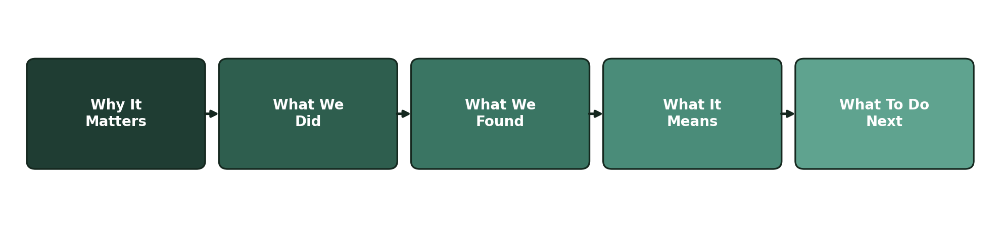 Why It
Matters
What We
Did
What We
Found
What It
Means
What To Do
Next